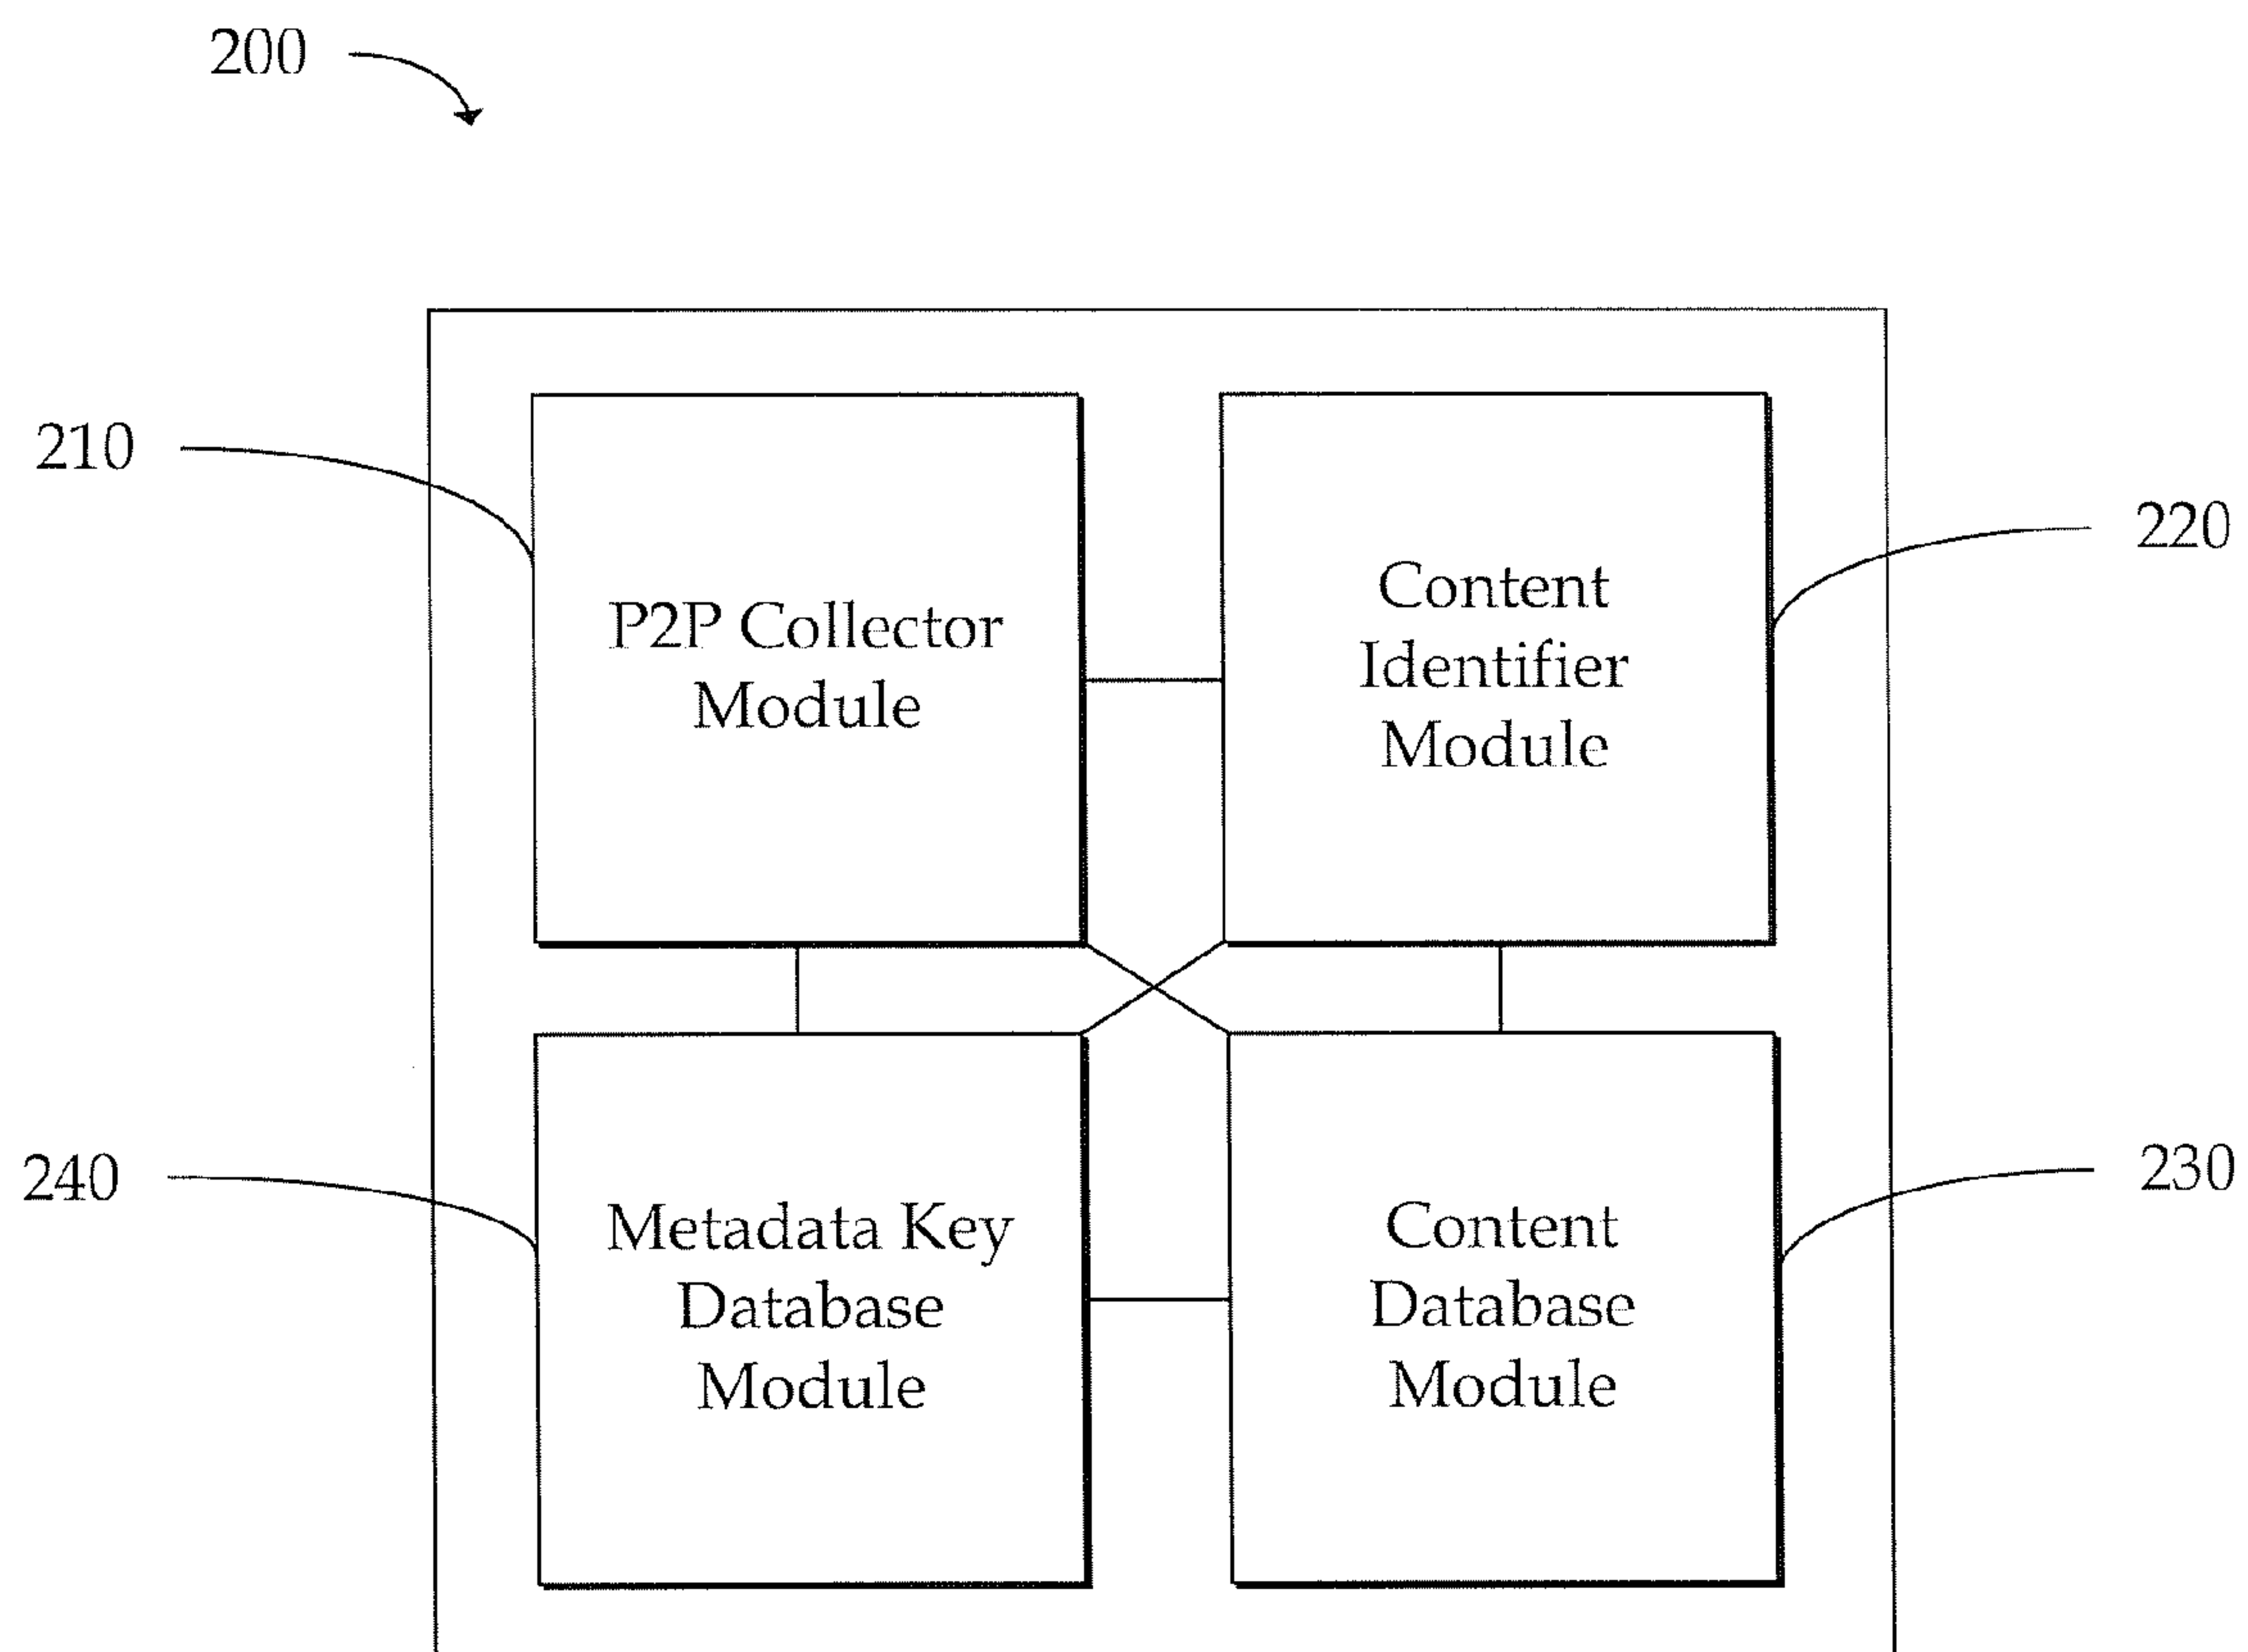 200
210
P2P Collector
Module
Content
Identifier
Module
220
240
Metadata Key
Database
Module
Content
Database
Module
230